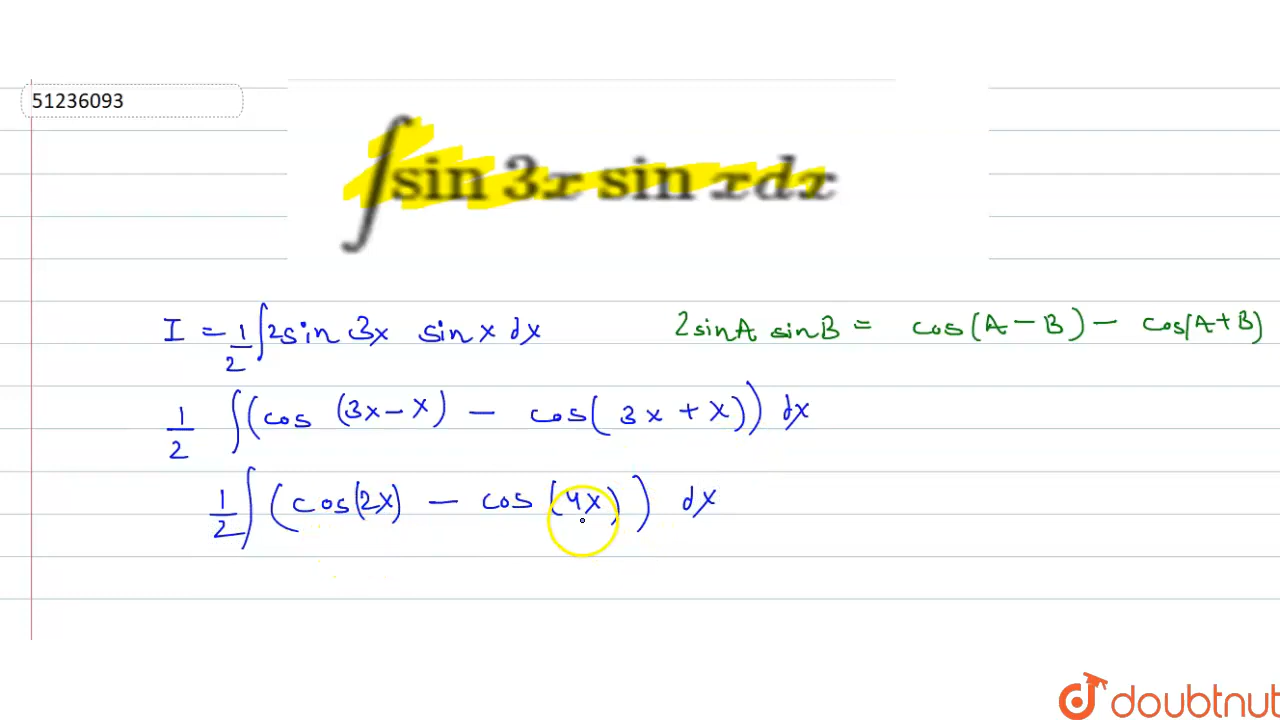 51236093
∫sin 3x sin xdx
I = 1/2 ∫2sin 3x sin x dx 2sinA sinB = cos(A − B) − cos(A + B)
1/2 ∫(cos (3x − x) − cos(3x + x)) dx
1/2 ∫(cos(2x) − cos(4x)) dx
doubtnut